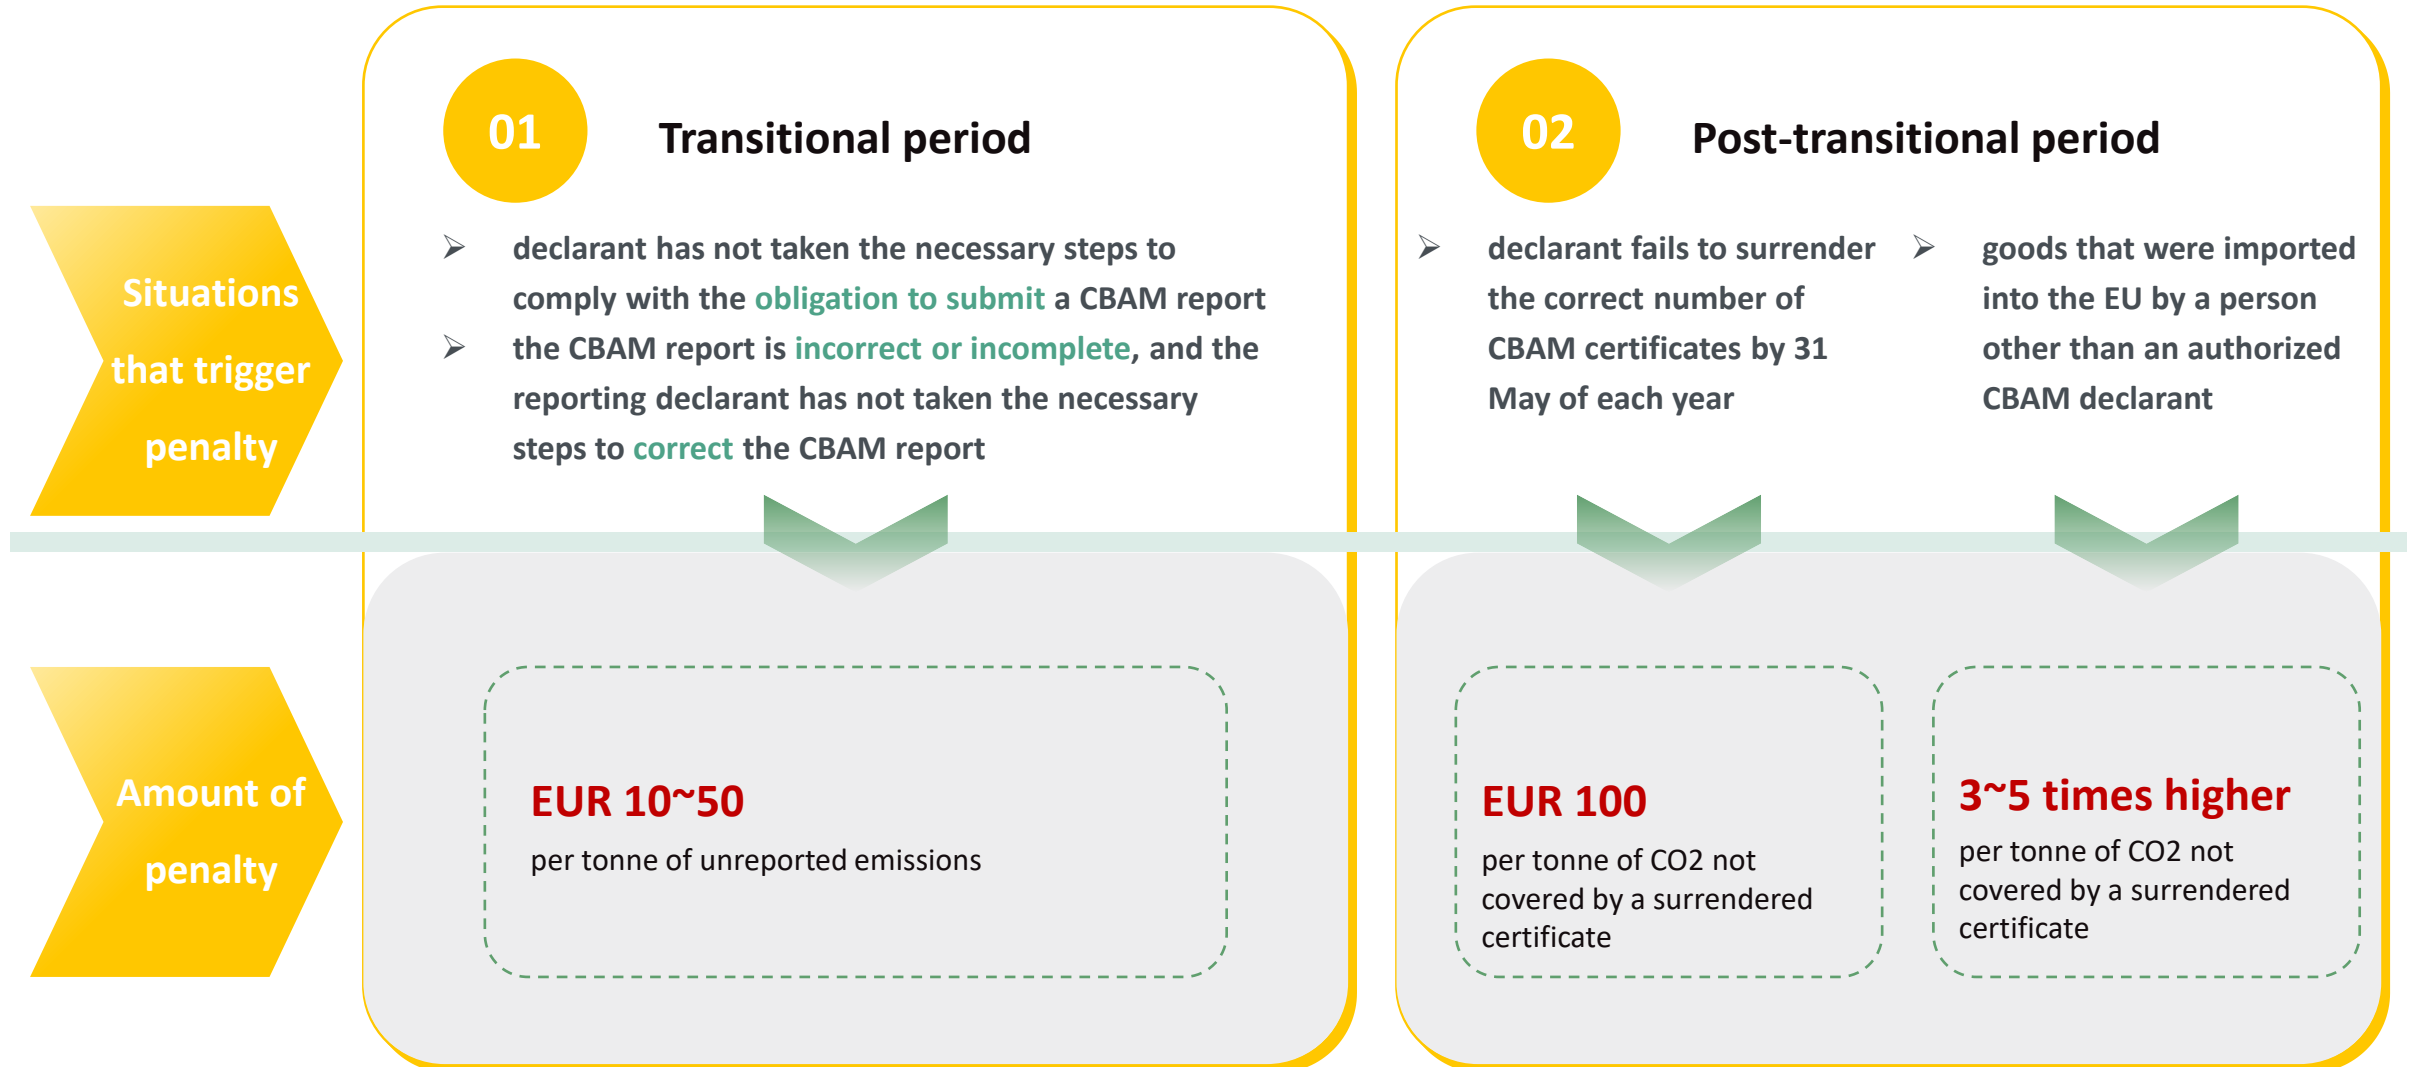 01
Transitional period
02
Post-transitional period
Situations
that trigger
penalty
➢ declarant has not taken the necessary steps to
comply with the obligation to submit a CBAM report
➢ the CBAM report is incorrect or incomplete, and the
reporting declarant has not taken the necessary
steps to correct the CBAM report
➢ declarant fails to surrender
the correct number of
CBAM certificates by 31
May of each year
➢ goods that were imported
into the EU by a person
other than an authorized
CBAM declarant
Amount of
penalty
EUR 10~50
per tonne of unreported emissions
EUR 100
per tonne of CO2 not
covered by a surrendered
certificate
3~5 times higher
per tonne of CO2 not
covered by a surrendered
certificate